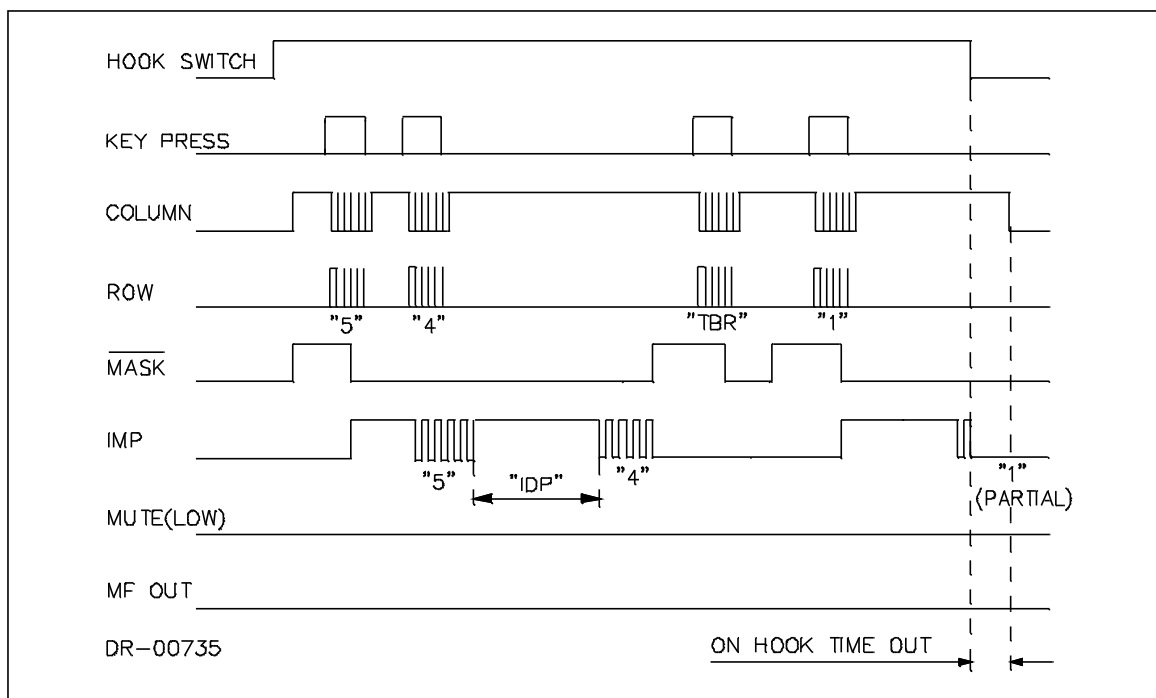 HOOK SWITCH
KEY PRESS
COLUMN
ROW
"5" "4" "TBR" "1"
MASK
IMP
"5" "IDP" "4" "1"
(PARTIAL)
MUTE(LOW)
MF OUT
DR-00735
ON HOOK TIME OUT